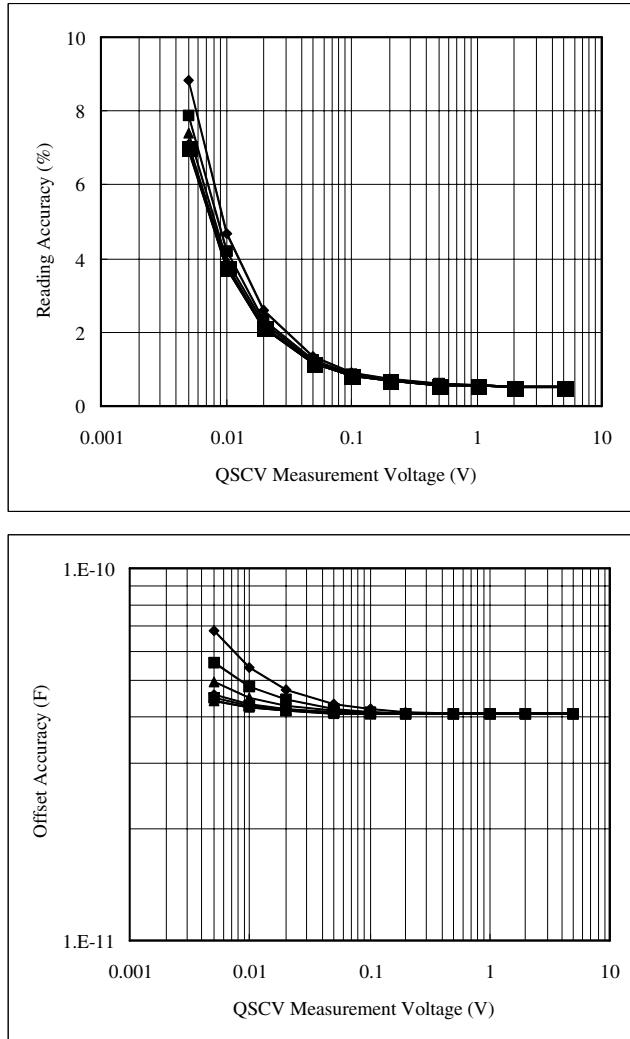 10
8
6
4
2
0
Reading Accuracy (%)
0.001 0.01 0.1 1 10
QSCV Measurement Voltage (V)
1.E-10
1.E-11
Offset Accuracy (F)
0.001 0.01 0.1 1 10
QSCV Measurement Voltage (V)